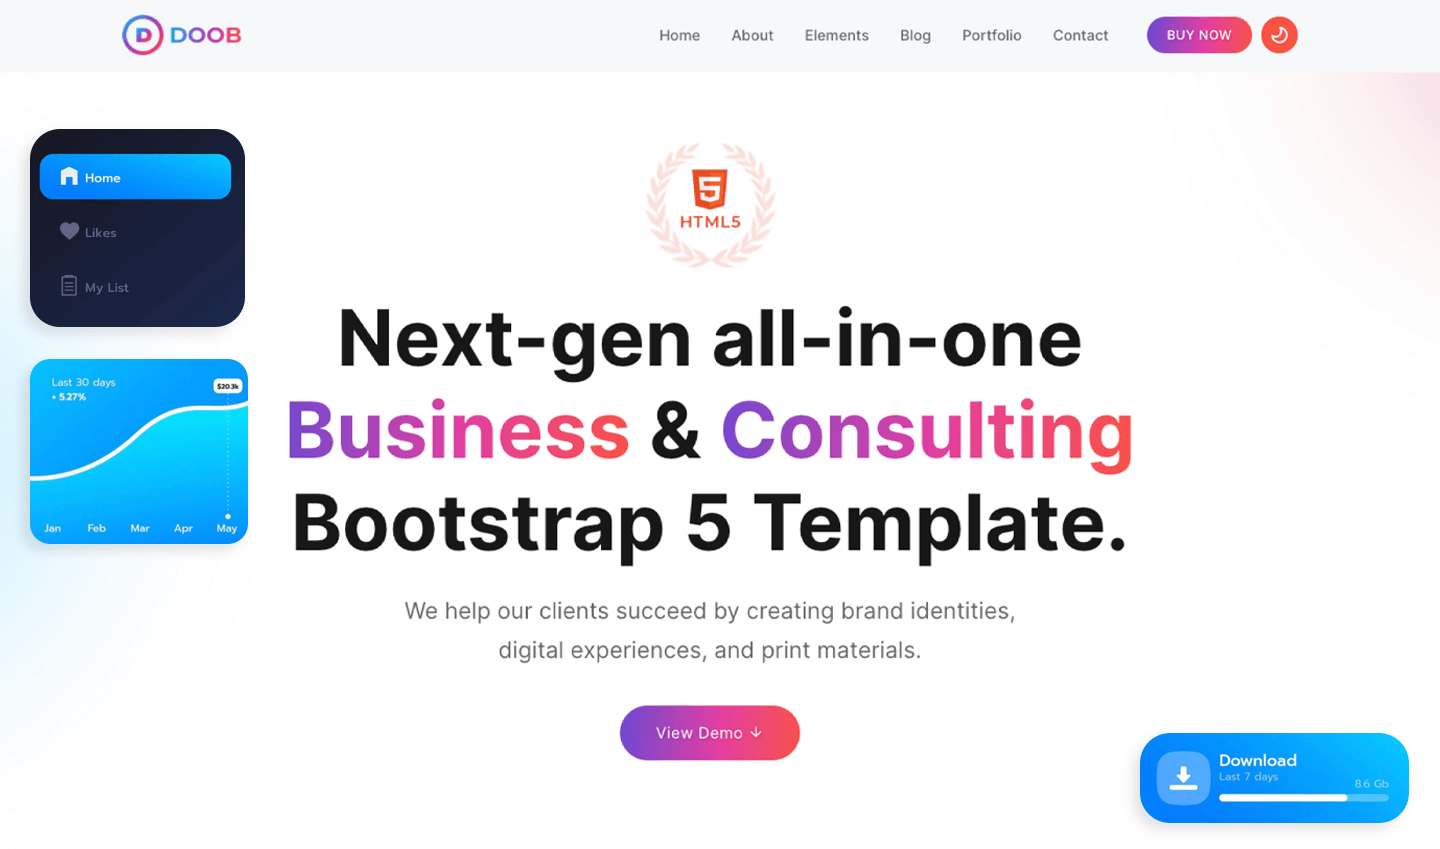 D DOOB
Home About Elements Blog Portfolio Contact BUY NOW
Home
Likes
My List
Last 30 days
• 5.27%
$20.3k
Jan Feb Mar Apr May
5
HTML5
Next-gen all-in-one
Business & Consulting
Bootstrap 5 Template.
We help our clients succeed by creating brand identities,
digital experiences, and print materials.
View Demo ↓
Download
Last 7 days
8.6 Gb